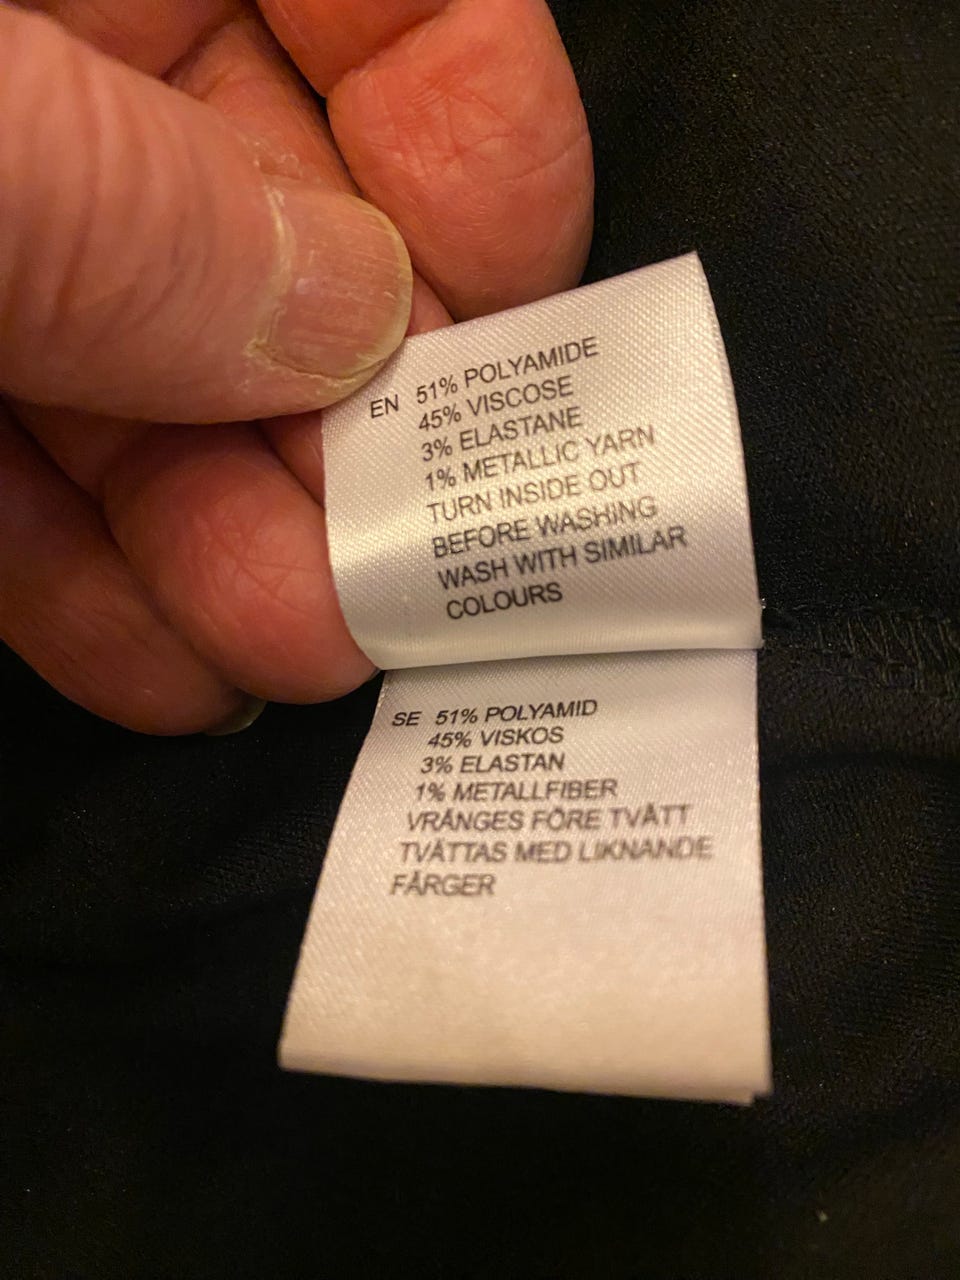 EN 51% POLYAMIDE
45% VISCOSE
3% ELASTANE
1% METALLIC YARN
TURN INSIDE OUT
BEFORE WASHING
WASH WITH SIMILAR
COLOURS
SE 51% POLYAMID
45% VISKOS
3% ELASTAN
1% METALLFIBER
VRÄNGES FÖRE TVÄTT
TVÄTTAS MED LIKNANDE
FÄRGER